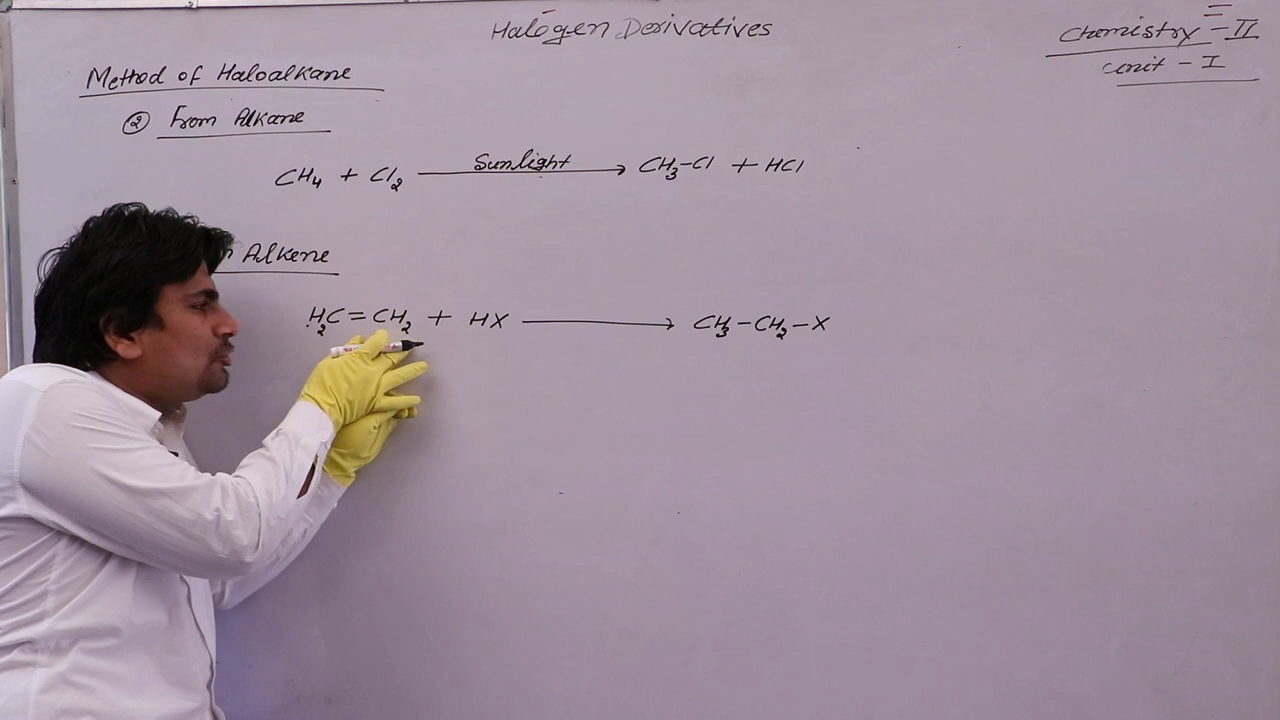 Halogen Derivatives
Chemistry - II
Unit - I
Method of Haloalkane
② From Alkane
CH₄ + Cl₂ Sunlight → CH₃-Cl + HCl
Alkene
H₂C=CH₂ + HX → CH₃-CH₂-X